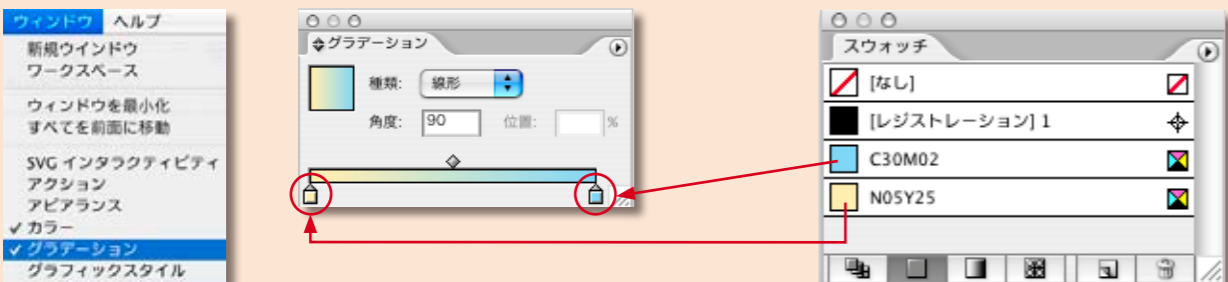 ウィンドウ ヘルプ
新規ウインドウ
ワークスペース
ウィンドウを最小化
すべてを前面に移動
SVG インタラクティビティ
アクション
アピアランス
✓カラー
✓グラデーション
グラフィックスタイル
グラデーション
種類: 線形
角度: 90 位置: %
スウォッチ
[なし]
[レジストレーション] 1
C30M02
N05Y25